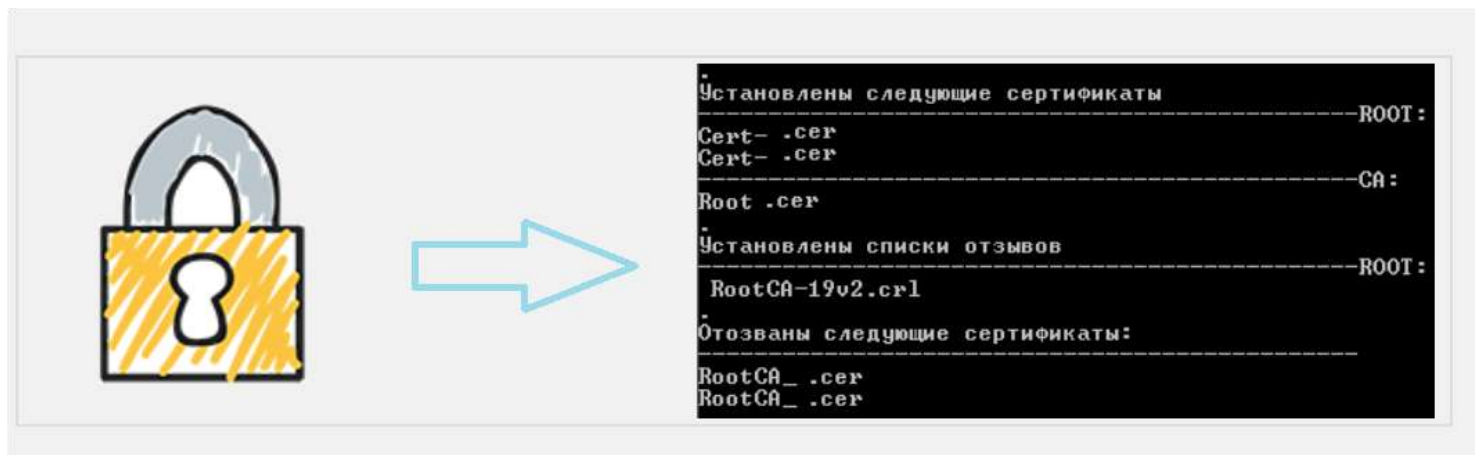 .
Установлены следующие сертификаты
--------------------------------------------------ROOT:
Cert- .cer
Cert- .cer
--------------------------------------------------CA:
Root .cer
.
Установлены списки отзывов
--------------------------------------------------ROOT:
RootCA-19v2.crl
.
Отозваны следующие сертификаты:
--------------------------------------------------
RootCA_ .cer
RootCA_ .cer